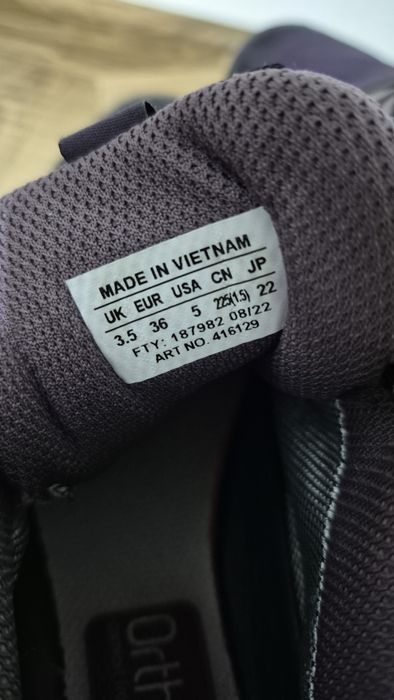 MADE IN VIETNAM
UK EUR USA CN JP
3.5 36 5 225(1.5) 22
FTY: 187982 08/22
ART NO. 416129
Orth